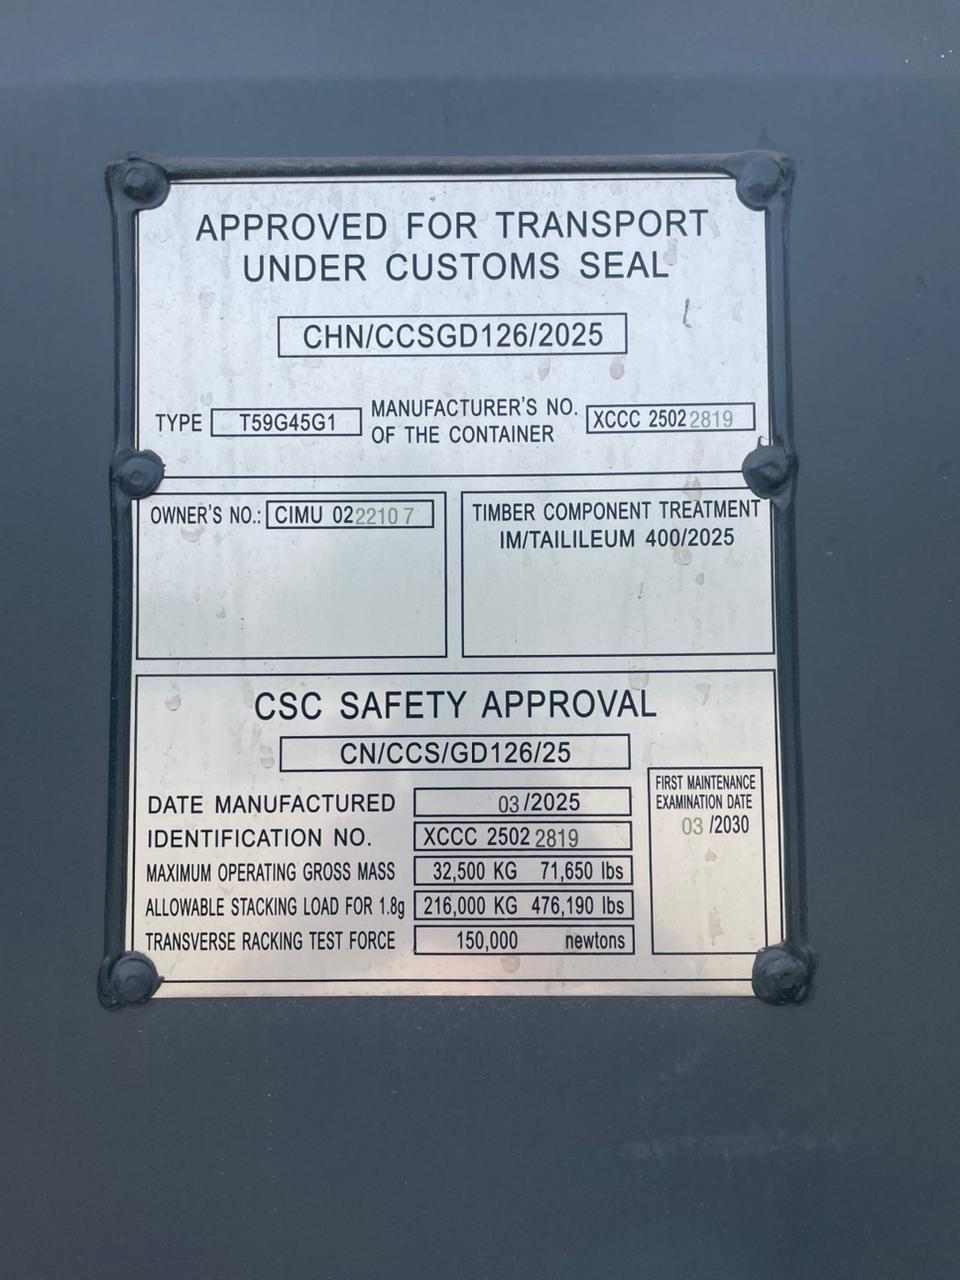 APPROVED FOR TRANSPORT
UNDER CUSTOMS SEAL
CHN/CCSGD126/2025
TYPE T59G45G1 MANUFACTURER'S NO. OF THE CONTAINER XCCC 2502 2819
OWNER'S NO.: CIMU 022210 7
TIMBER COMPONENT TREATMENT
IM/TAILILEUM 400/2025
CSC SAFETY APPROVAL
CN/CCS/GD126/25
DATE MANUFACTURED 03/2025
IDENTIFICATION NO. XCCC 2502 2819
MAXIMUM OPERATING GROSS MASS 32,500 KG 71,650 lbs
ALLOWABLE STACKING LOAD FOR 1.8g 216,000 KG 476,190 lbs
TRANSVERSE RACKING TEST FORCE 150,000 newtons
FIRST MAINTENANCE
EXAMINATION DATE
03 /2030